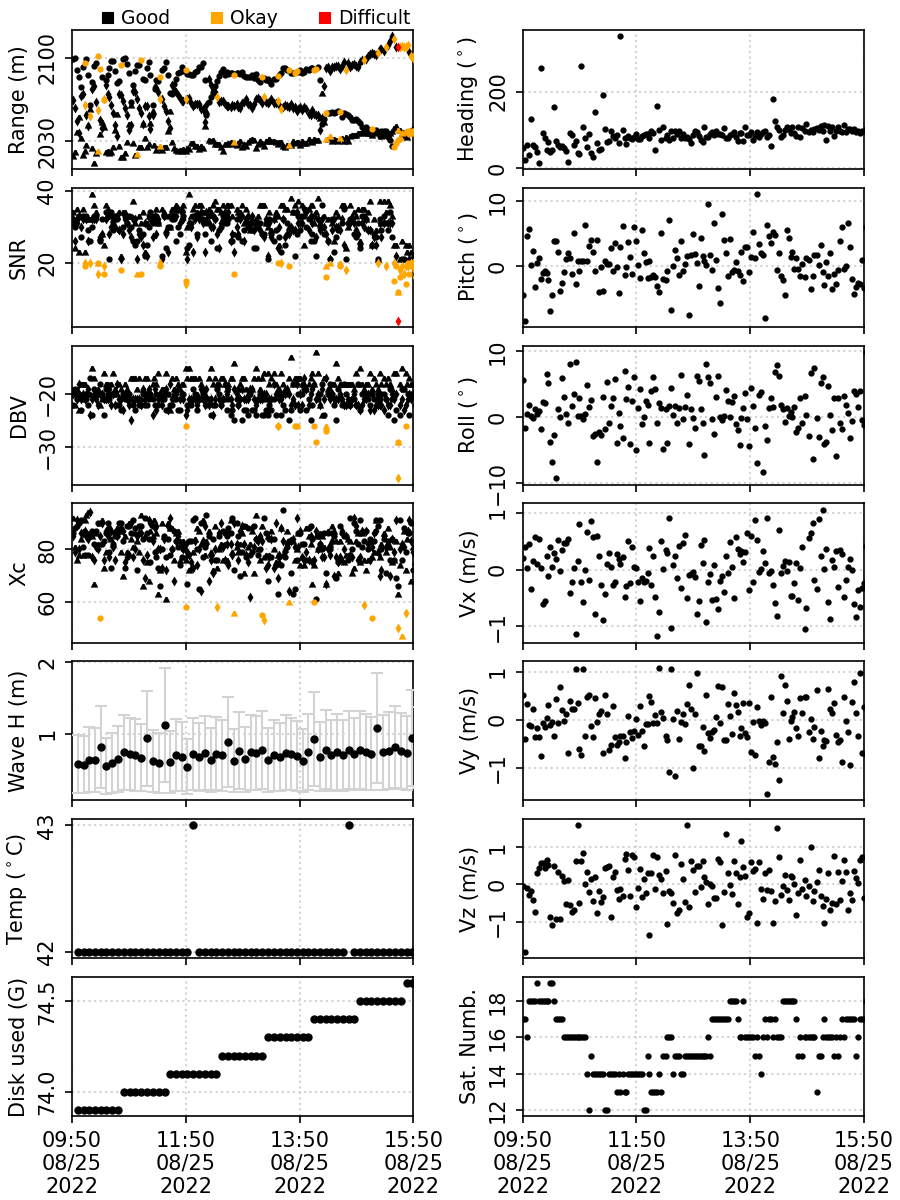 Good Okay Difficult
Range (m)
2100
2030
Heading (°)
200
0
SNR
40
20
Pitch (°)
10
0
DBV
−20
−30
Roll (°)
10
0
−10
Xc
80
60
Vx (m/s)
1
0
−1
Wave H (m)
2
1
Vy (m/s)
1
0
−1
Temp (°C)
43
42
Vz (m/s)
1
0
−1
Disk used (G)
74.5
74.0
Sat. Numb.
18
16
14
12
09:50 11:50 13:50 15:50
08/25 08/25 08/25 08/25
2022 2022 2022 2022
09:50 11:50 13:50 15:50
08/25 08/25 08/25 08/25
2022 2022 2022 2022